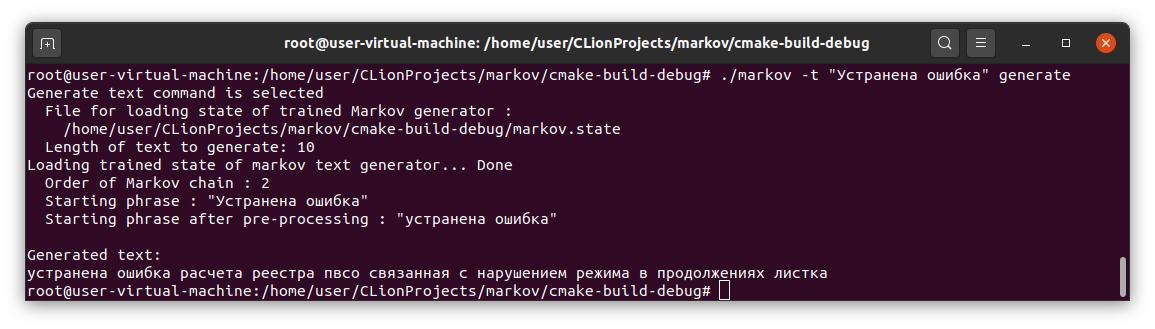 root@user-virtual-machine: /home/user/CLionProjects/markov/cmake-build-debug
root@user-virtual-machine:/home/user/CLionProjects/markov/cmake-build-debug# ./markov -t "Устранена ошибка" generate
Generate text command is selected
  File for loading state of trained Markov generator :
    /home/user/CLionProjects/markov/cmake-build-debug/markov.state
  Length of text to generate: 10
Loading trained state of markov text generator... Done
  Order of Markov chain : 2
  Starting phrase : "Устранена ошибка"
  Starting phrase after pre-processing : "устранена ошибка"

Generated text:
устранена ошибка расчета реестра пвсо связанная с нарушением режима в продолжениях листка
root@user-virtual-machine:/home/user/CLionProjects/markov/cmake-build-debug#